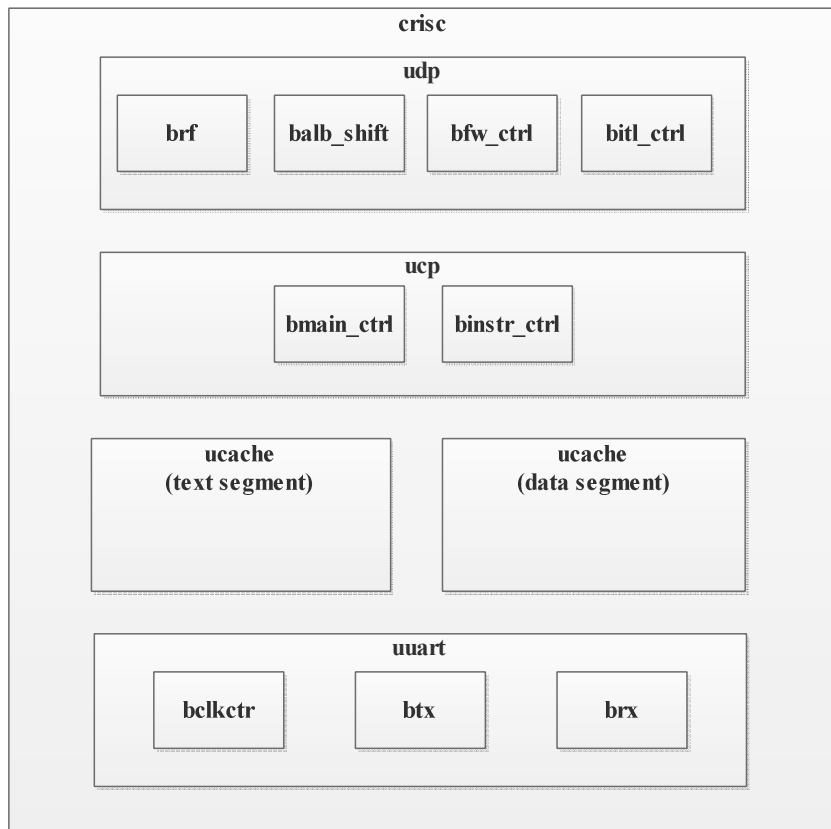 crisc
udp
brf
balb_shift
bfw_ctrl
bitl_ctrl
ucp
bmain_ctrl
binstr_ctrl
ucache
(text segment)
ucache
(data segment)
uuart
bclkctr
btx
brx